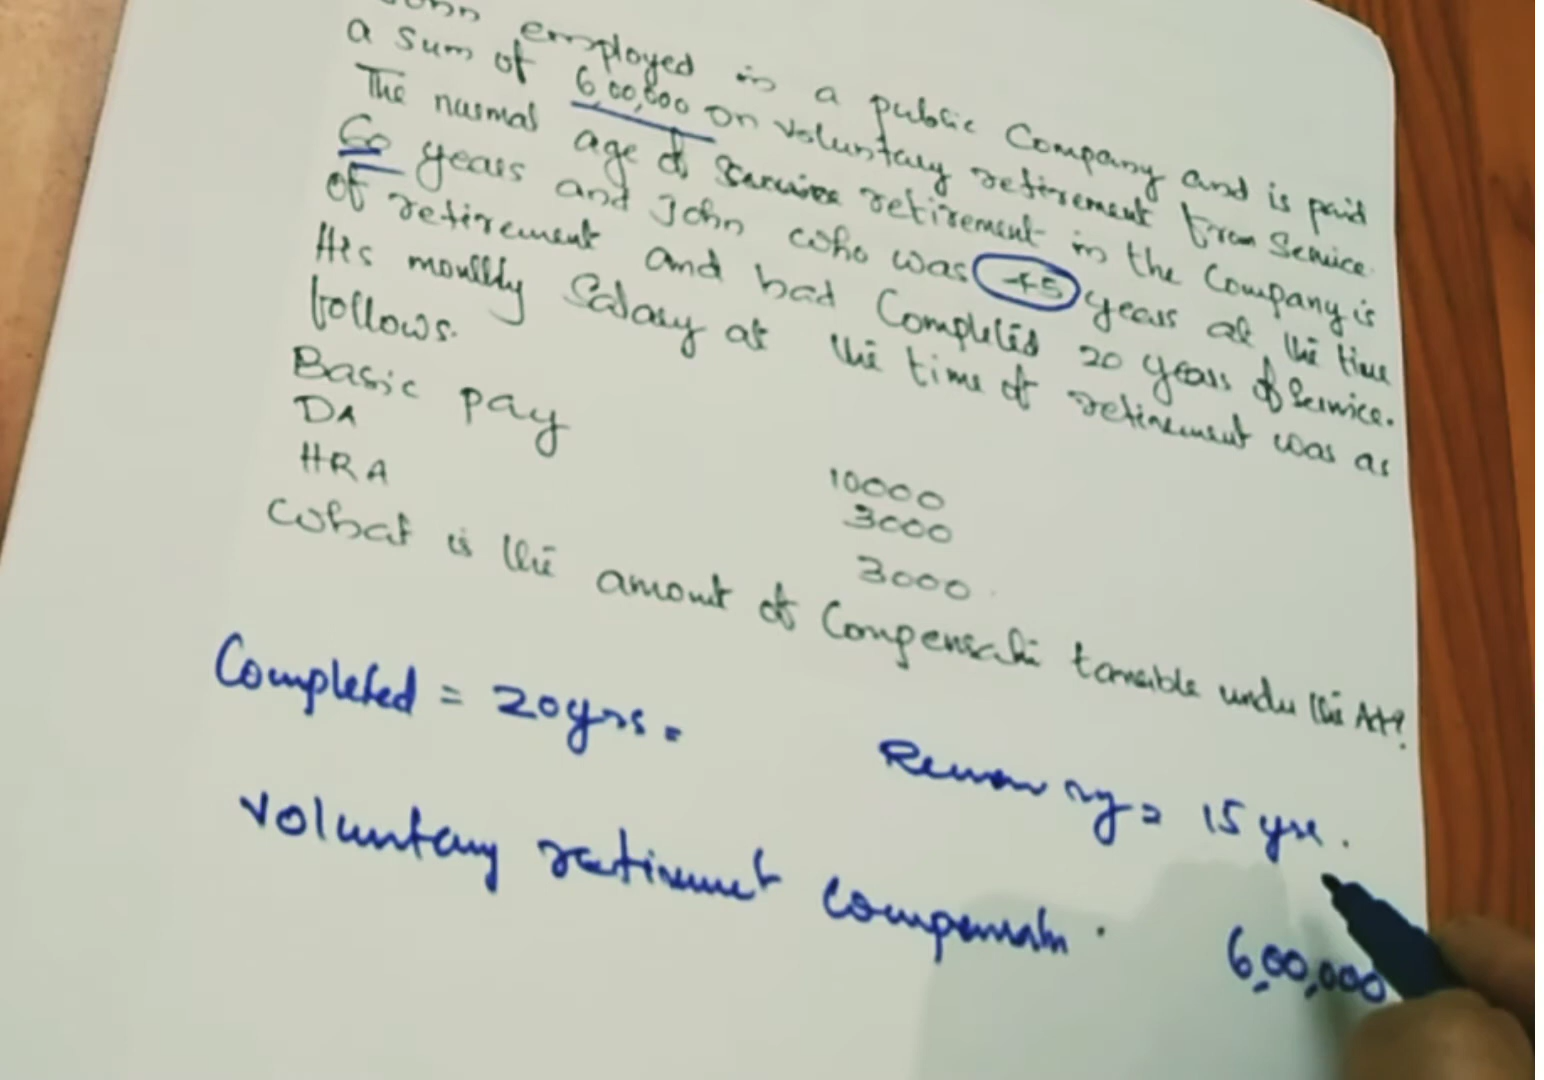 employed in a public Company and is paid
a sum of 6,00,000 on voluntary retirement from Service.
The nusmal age of Service retirement in the Company is
60 years and John who was 45 years at the time
of retirement and had Completed 20 years of Service.
His monthly Salary at the time of retirement was as
follows.
Basic pay 10000
DA 3000
HRA 3000
What is the amount of Compensati under the Act?
Completed = 20yrs = 15 yrs.
Voluntary retirement compensatn . 6,00,000